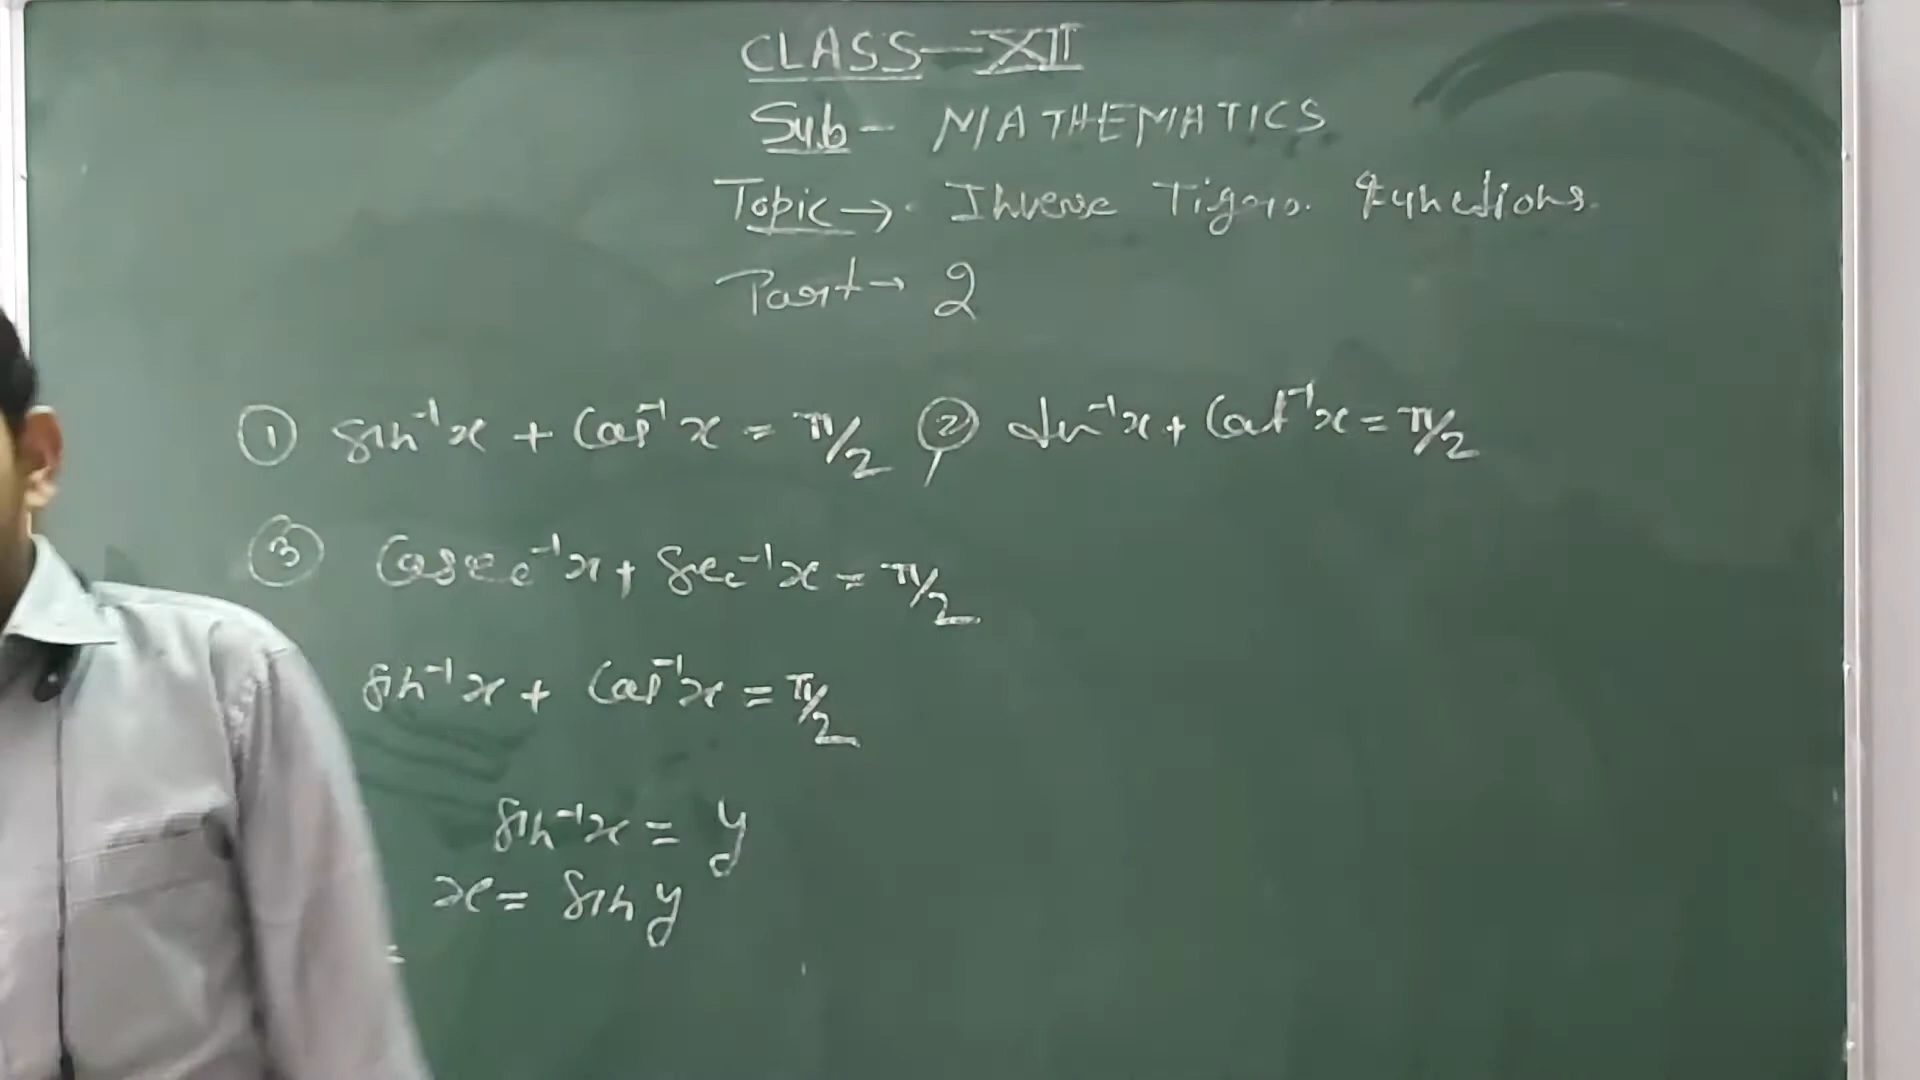 CLASS-XII
Sub- MATHEMATICS
Topic→ Inverse Trigno. functions.
Part→ 2
① sin⁻¹x + cos⁻¹x = π/2 ② tan⁻¹x + cot⁻¹x = π/2
③ cosec⁻¹x + sec⁻¹x = π/2
sin⁻¹x + cos⁻¹x = π/2
sin⁻¹x = y
x = sin y
=